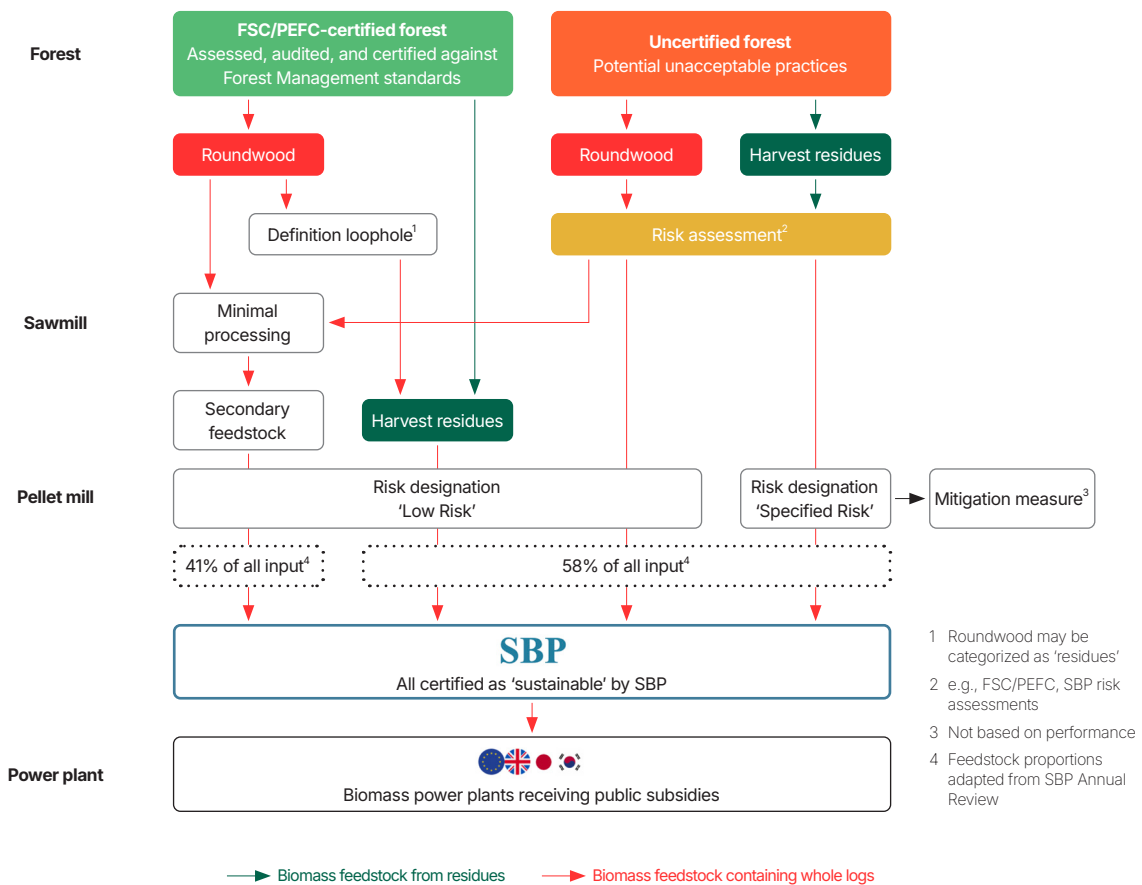 Forest
FSC/PEFC-certified forest
Assessed, audited, and certified against
Forest Management standards
Uncertified forest
Potential unacceptable practices
Roundwood
Roundwood
Harvest residues
Definition loophole1
Risk assessment2
Sawmill
Minimal
processing
Secondary
feedstock
Harvest residues
Pellet mill
Risk designation
‘Low Risk’
Risk designation
‘Specified Risk’
Mitigation measure3
41% of all input4
58% of all input4
SBP
All certified as ‘sustainable’ by SBP
Power plant
Biomass power plants receiving public subsidies
1 Roundwood may be
categorized as ‘residues’
2 e.g., FSC/PEFC, SBP risk
assessments
3 Not based on performance
4 Feedstock proportions
adapted from SBP Annual
Review
Biomass feedstock from residues
Biomass feedstock containing whole logs